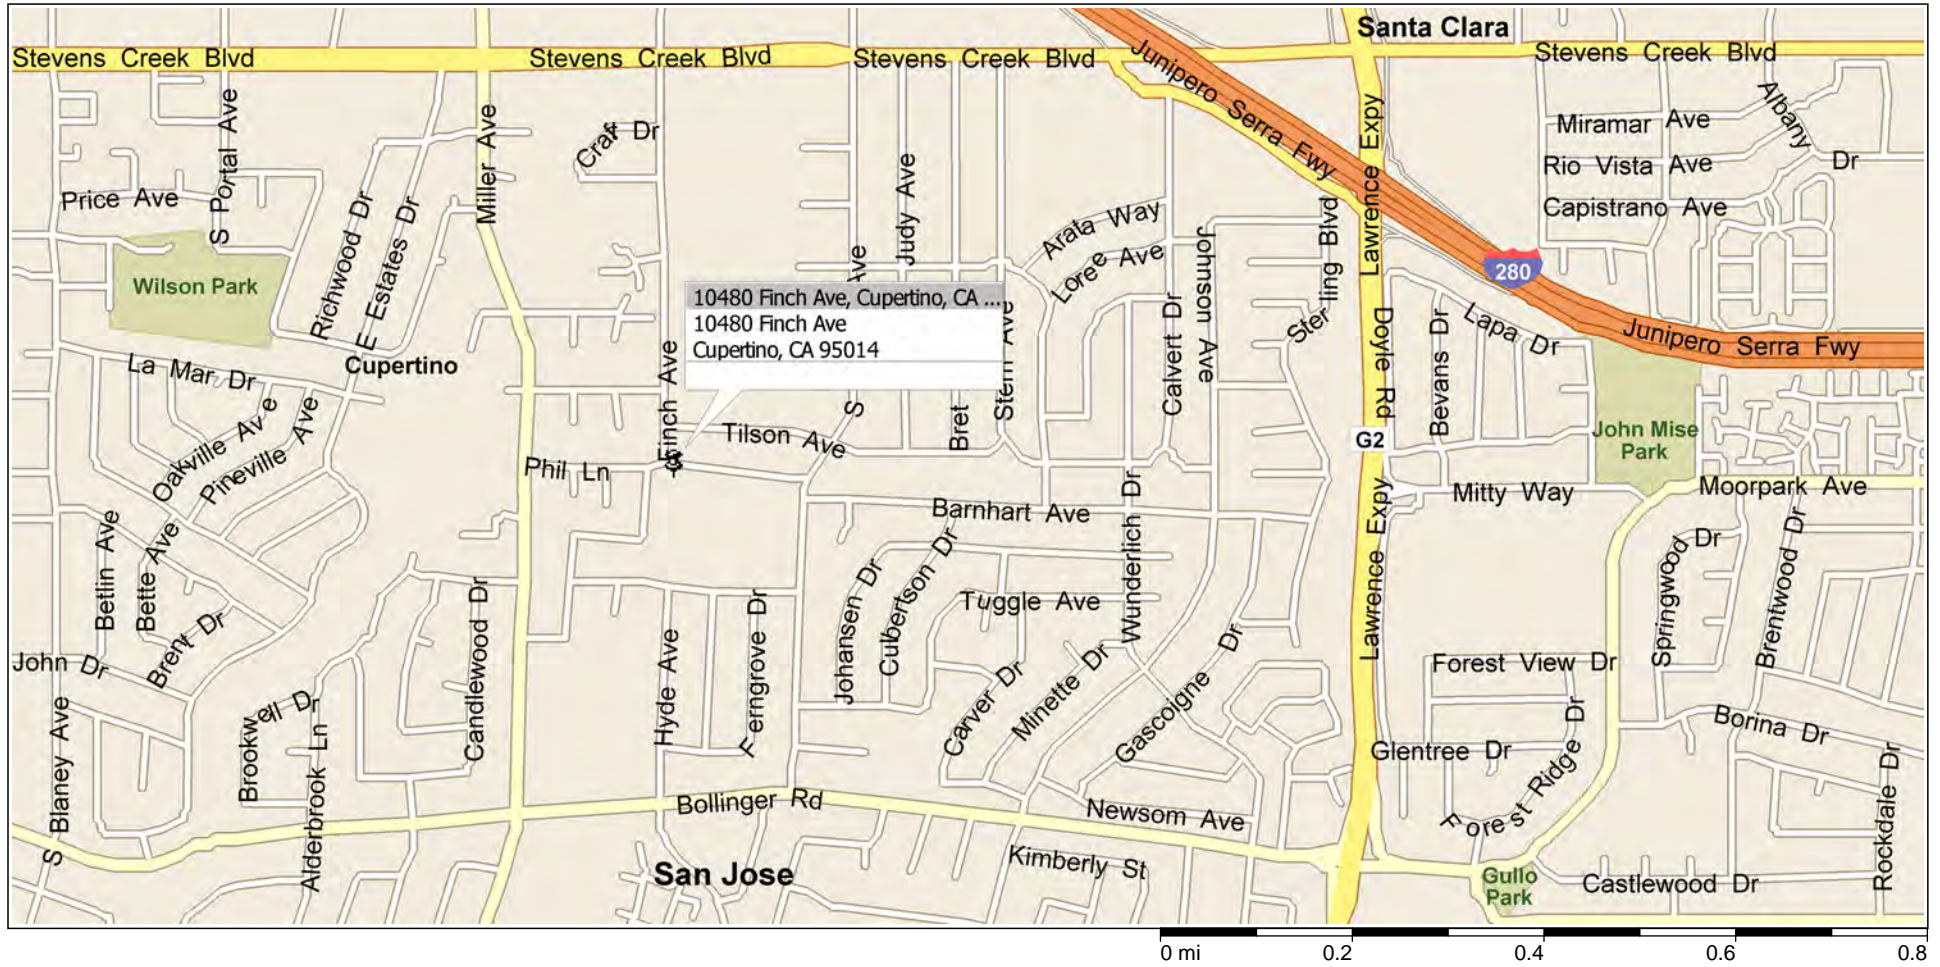 Santa Clara
Stevens Creek Blvd
Stevens Creek Blvd
Stevens Creek Blvd
Stevens Creek Blvd
Junipero Serra Fwy
S Portal Ave
Miller Ave
Craft Dr
Judy Ave
Lawrence Expy
Miramar Ave
Albany Dr
Rio Vista Ave
Capistrano Ave
Price Ave
Richwood Dr
E Estates Dr
Arata Way
Loree Ave
Johnson Ave
Sterling Blvd
Wilson Park
280
10480 Finch Ave, Cupertino, CA ...
10480 Finch Ave
Cupertino, CA 95014
S Ave
Stern Ave
Bret
Calvert Dr
Doyle Rd
Bevans Dr
Lapa Dr
Junipero Serra Fwy
La Mar Dr
Cupertino
Finch Ave
Tilson Ave
Oakville Ave
Pineville Ave
Phil Ln
G2
John Mise
Park
Mitty Way
Moorpark Ave
Barnhart Ave
Wunderlich Dr
Lawrence Expy
Betlin Ave
Bette Ave
Brent Dr
John Dr
Candlewood Dr
Hyde Ave
Ferngrove Dr
Johansen Dr
Culbertson Dr
Tuggle Ave
Carver Dr
Minette Dr
Gascoigne Dr
Springwood Dr
Brentwood Dr
Forest View Dr
Glentree Dr
Forest Ridge Dr
Borina Dr
Rockdale Dr
S Blaney Ave
Brookwell Dr
Alderbrook Ln
Bollinger Rd
Newsom Ave
San Jose
Kimberly St
Gullo
Park
Castlewood Dr
0 mi 0.2 0.4 0.6 0.8